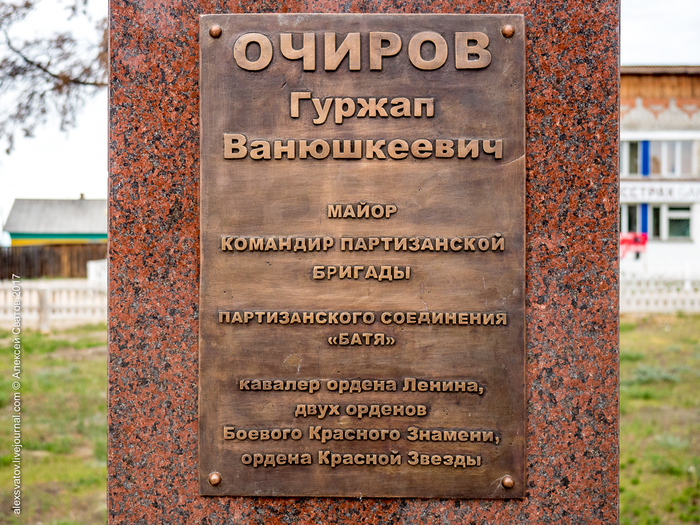 ОЧИРОВ
Гуржап
Ванюшкеевич
МАЙОР
КОМАНДИР ПАРТИЗАНСКОЙ
БРИГАДЫ
ПАРТИЗАНСКОГО СОЕДИНЕНИЯ
«БАТЯ»
кавалер ордена Ленина,
двух орденов
Боевого Красного Знамени,
ордена Красной Звезды
alexsvatov.livejournal.com © Алексей Сватов 2017